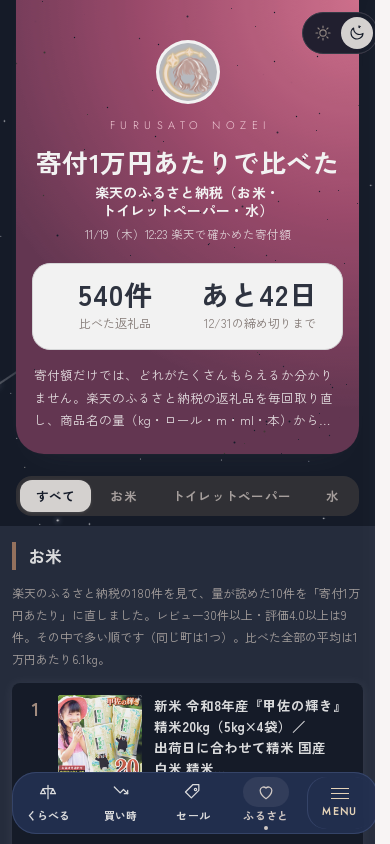 FURUSATO NOZEI
寄付1万円あたりで比べた
楽天のふるさと納税（お米・
トイレットペーパー・水）
11/19（木）12:23 楽天で確かめた寄付額
540件
あと42日
比べた返礼品
12/31の締め切りまで
寄付額だけでは、どれがたくさんもらえるか分かり
ません。楽天のふるさと納税の返礼品を毎回取り直
し、商品名の量（kg・ロール・m・ml・本）から…
すべて お米 トイレットペーパー 水
お米
楽天のふるさと納税の180件を見て、量が読めた10件を「寄付1万
円あたり」に直しました。レビュー30件以上・評価4.0以上は9
件。その中で多い順です（同じ町は1つ）。比べた全部の平均は1
万円あたり6.1kg。
1
甲佐の輝き
20
新米 令和8年産『甲佐の輝き』
精米20kg（5kg×4袋）／
出荷日に合わせて精米 国産
白米 精米
くらべる 買い時 セール ふるさと MENU